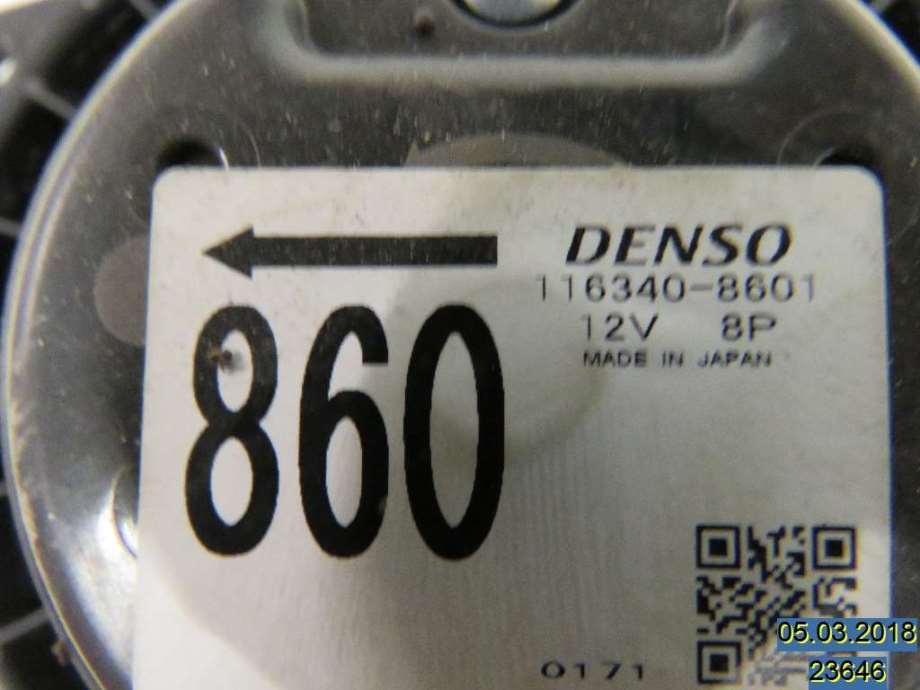 DENSO
116340-8601
12V 8P
MADE IN JAPAN
860
0171
05.03.2018
23646